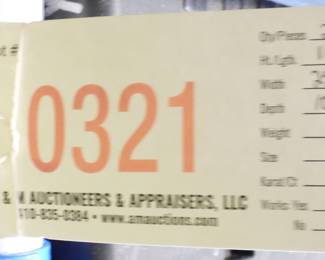 0321
& M AUCTIONEERS & APPRAISERS, LLC
410-835-0384 • www.amauctions.com
Qty/Pieces
Ht./Lgth.
Width
Depth
Weight
Size
Karat/Ct
Works: Yes
No